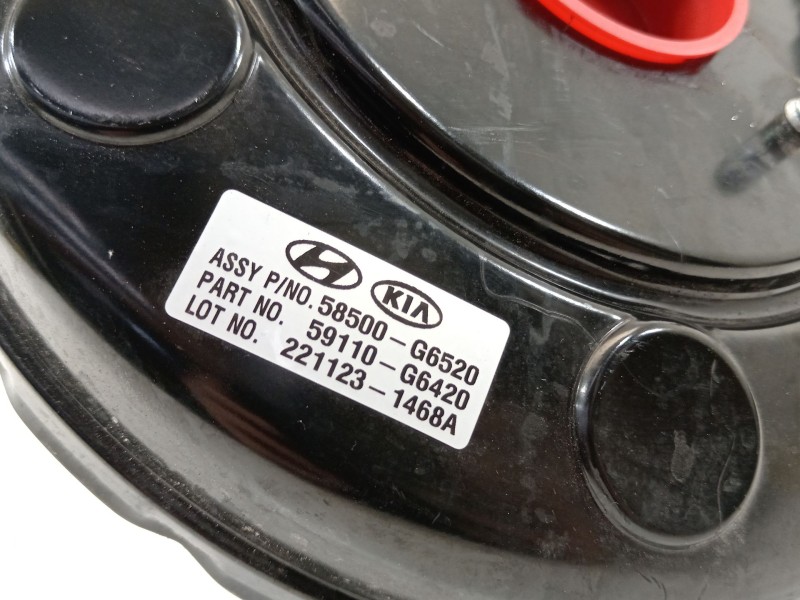 KIA
ASSY P/NO. 58500-G6520
PART NO. 59110-G6420
LOT NO. 221123-1468A